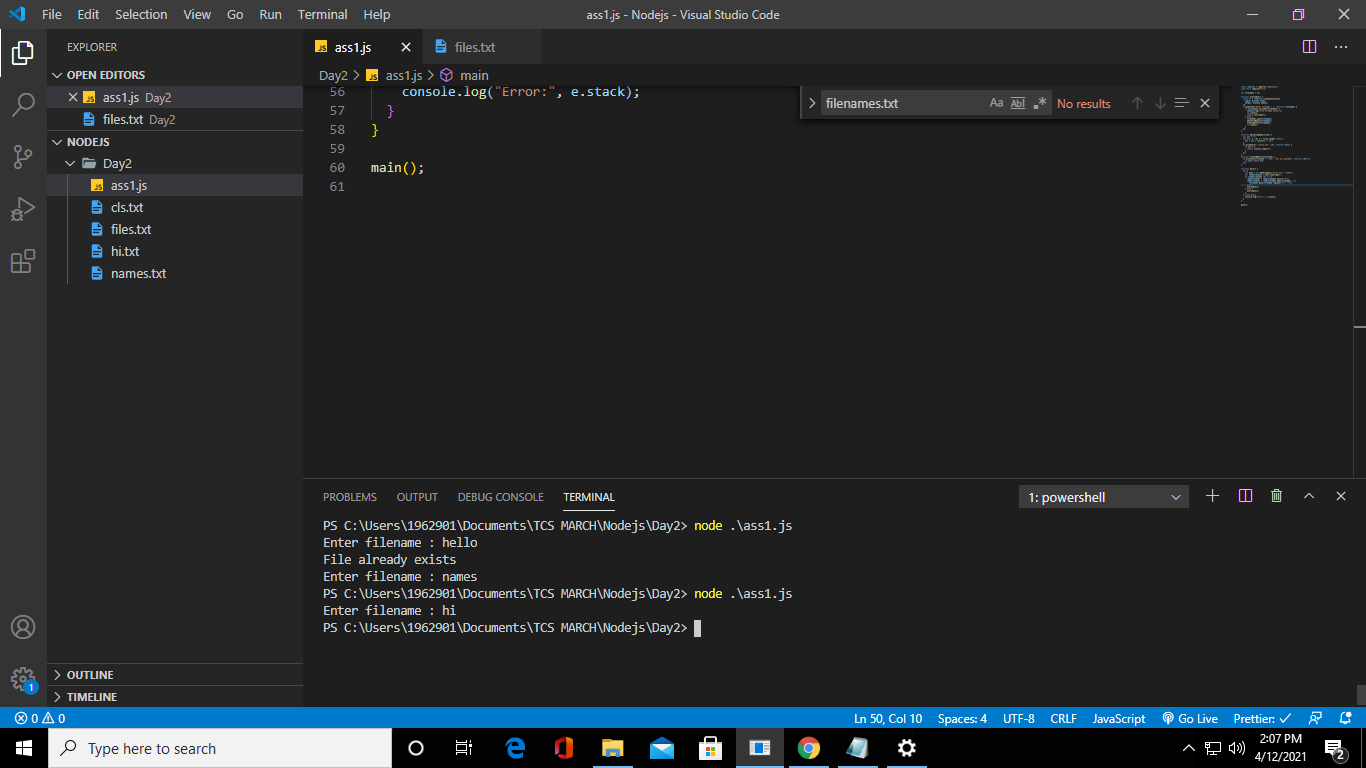 File Edit Selection View Go Run Terminal Help
ass1.js - Nodejs - Visual Studio Code
EXPLORER
OPEN EDITORS
JS ass1.js Day2
files.txt Day2
NODEJS
Day2
JS ass1.js
cls.txt
files.txt
hi.txt
names.txt
OUTLINE
TIMELINE
JS ass1.js
files.txt
Day2 > JS ass1.js > main
filenames.txt Aa Abl .* No results
56 console.log("Error:", e.stack);
57 }
58 }
59
60 main();
61
PROBLEMS OUTPUT DEBUG CONSOLE TERMINAL
1: powershell
PS C:\Users\1962901\Documents\TCS MARCH\Nodejs\Day2> node .\ass1.js
Enter filename : hello
File already exists
Enter filename : names
PS C:\Users\1962901\Documents\TCS MARCH\Nodejs\Day2> node .\ass1.js
Enter filename : hi
PS C:\Users\1962901\Documents\TCS MARCH\Nodejs\Day2>
1
0 0
Ln 50, Col 10 Spaces: 4 UTF-8 CRLF JavaScript Go Live Prettier:
Type here to search
2:07 PM
4/12/2021
2